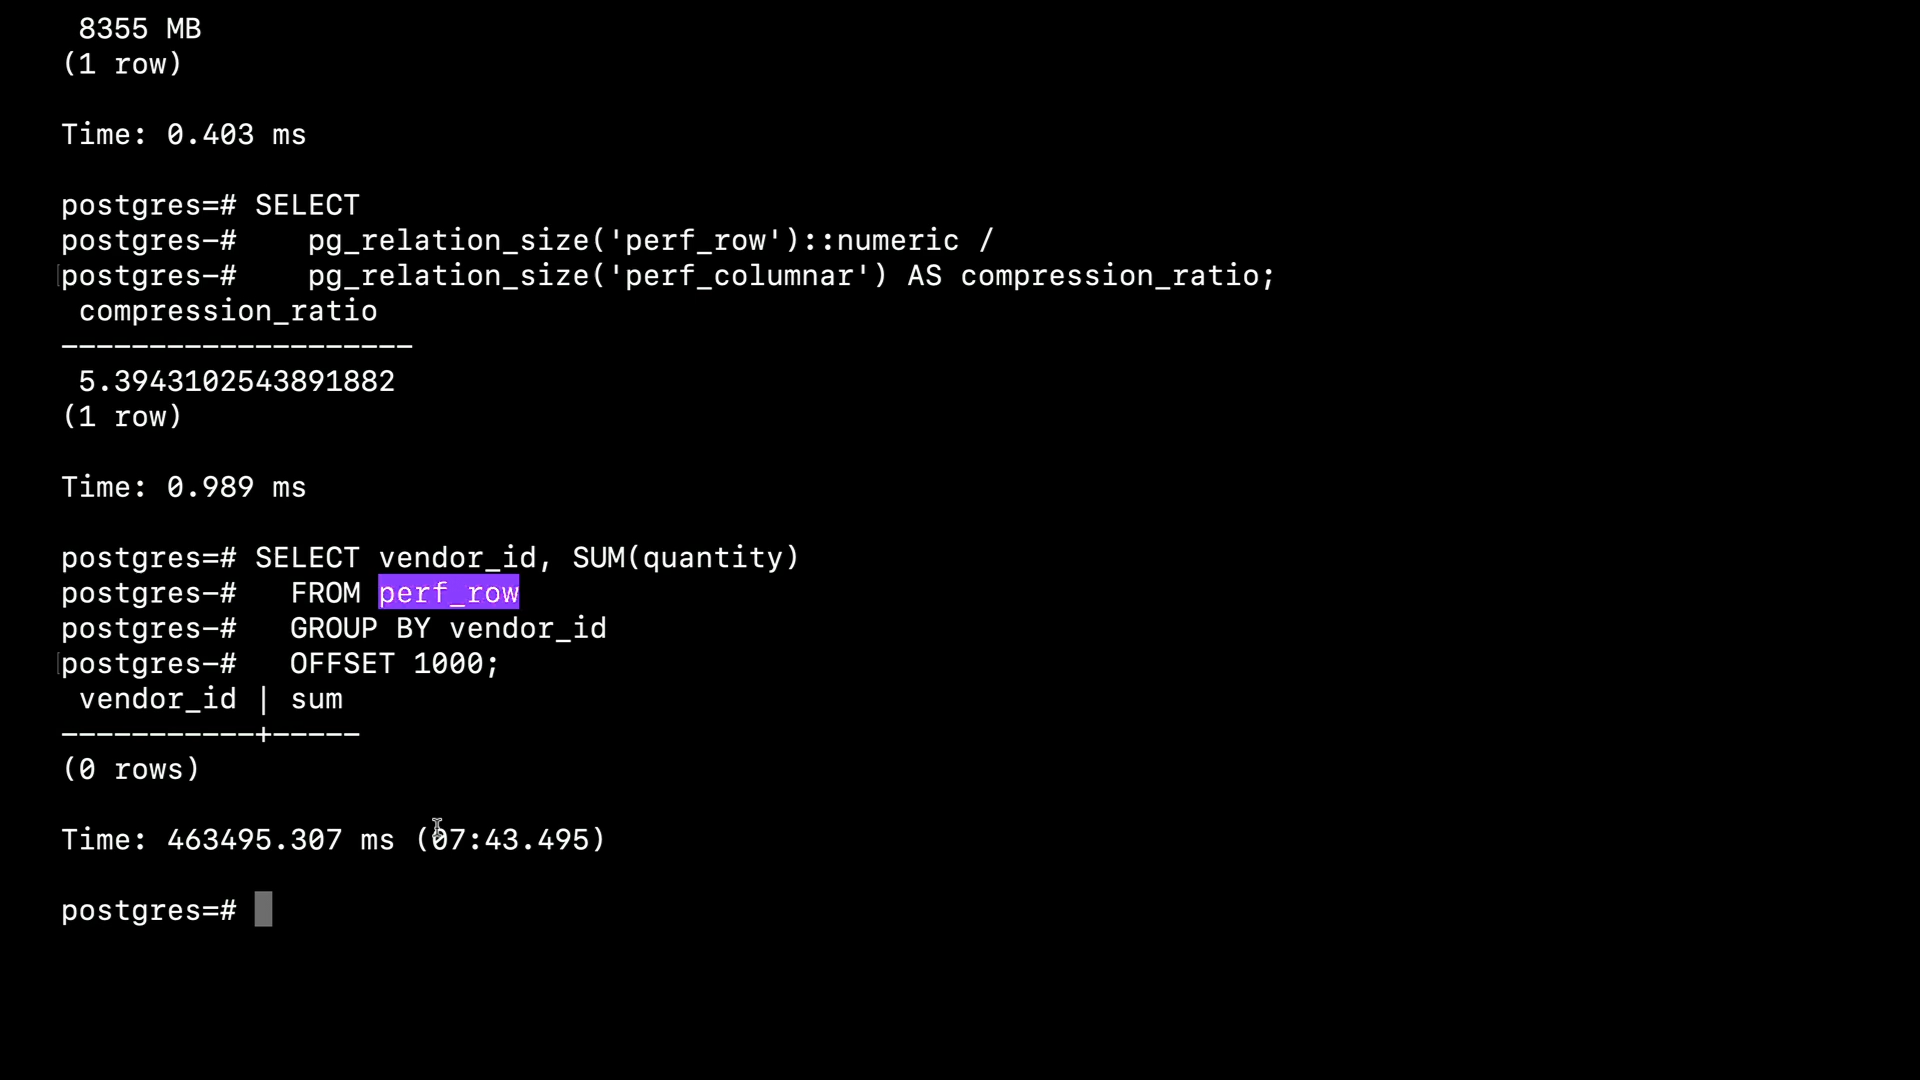 8355 MB
(1 row)
Time: 0.403 ms
postgres=# SELECT
postgres-#    pg_relation_size('perf_row')::numeric /
postgres-#    pg_relation_size('perf_columnar') AS compression_ratio;
compression_ratio
--------------------
5.3943102543891882
(1 row)
Time: 0.989 ms
postgres=# SELECT vendor_id, SUM(quantity)
postgres-#   FROM perf_row
postgres-#   GROUP BY vendor_id
postgres-#   OFFSET 1000;
vendor_id | sum
-----------+-----
(0 rows)
Time: 463495.307 ms (07:43.495)
postgres=#